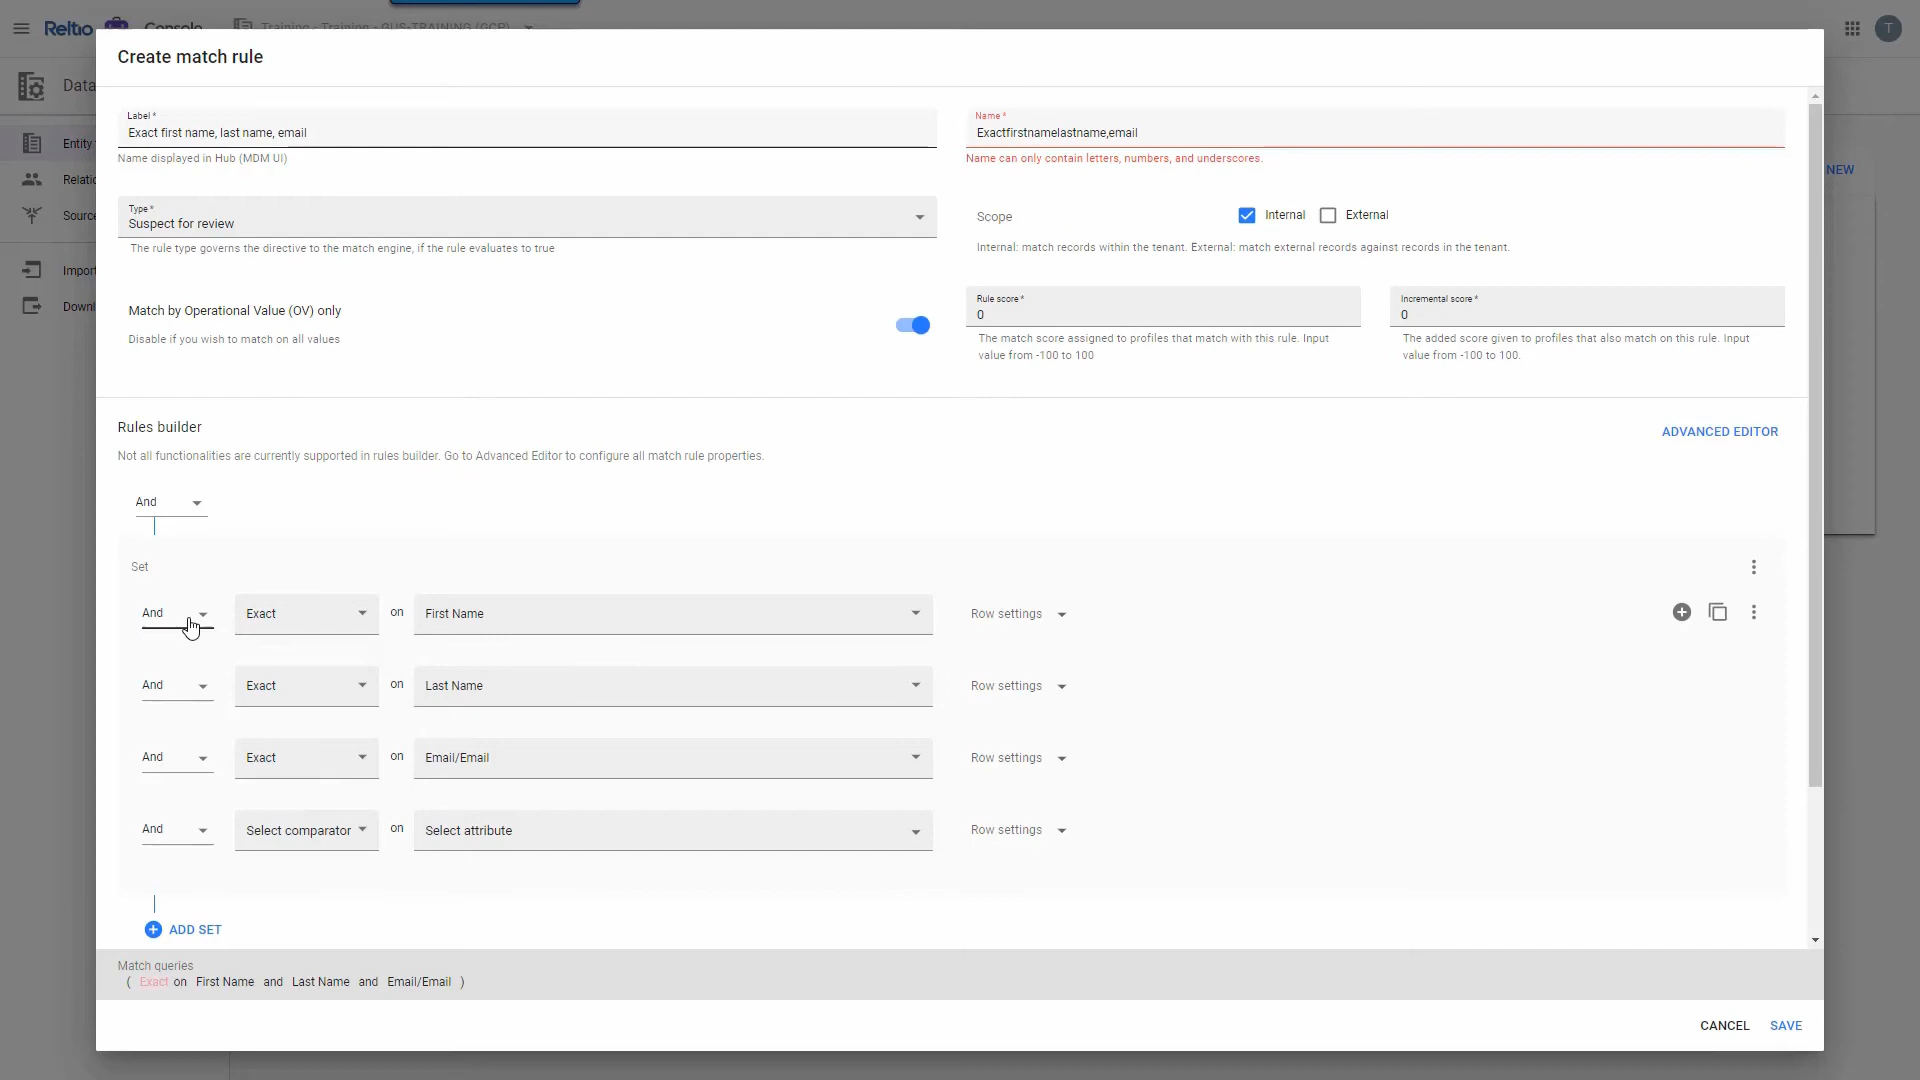 Reltio Console Training - Training - GUS-TRAINING (GCP)
T
Create match rule
Data
Label *
Exact first name, last name, email
Name displayed in Hub (MDM UI)
Name *
Exactfirstnamelastname,email
Name can only contain letters, numbers, and underscores.
Entity
Relatio
Source
Import
Downl
NEW
Type *
Suspect for review
The rule type governs the directive to the match engine, if the rule evaluates to true
Scope
Internal
External
Internal: match records within the tenant. External: match external records against records in the tenant.
Match by Operational Value (OV) only
Disable if you wish to match on all values
Rule score *
0
The match score assigned to profiles that match with this rule. Input
value from -100 to 100
Incremental score *
0
The added score given to profiles that also match on this rule. Input
value from -100 to 100.
Rules builder
ADVANCED EDITOR
Not all functionalities are currently supported in rules builder. Go to Advanced Editor to configure all match rule properties.
And
Set
And Exact on First Name Row settings
And Exact on Last Name Row settings
And Exact on Email/Email Row settings
And Select comparator on Select attribute Row settings
ADD SET
Match queries
( Exact on First Name and Last Name and Email/Email )
CANCEL SAVE